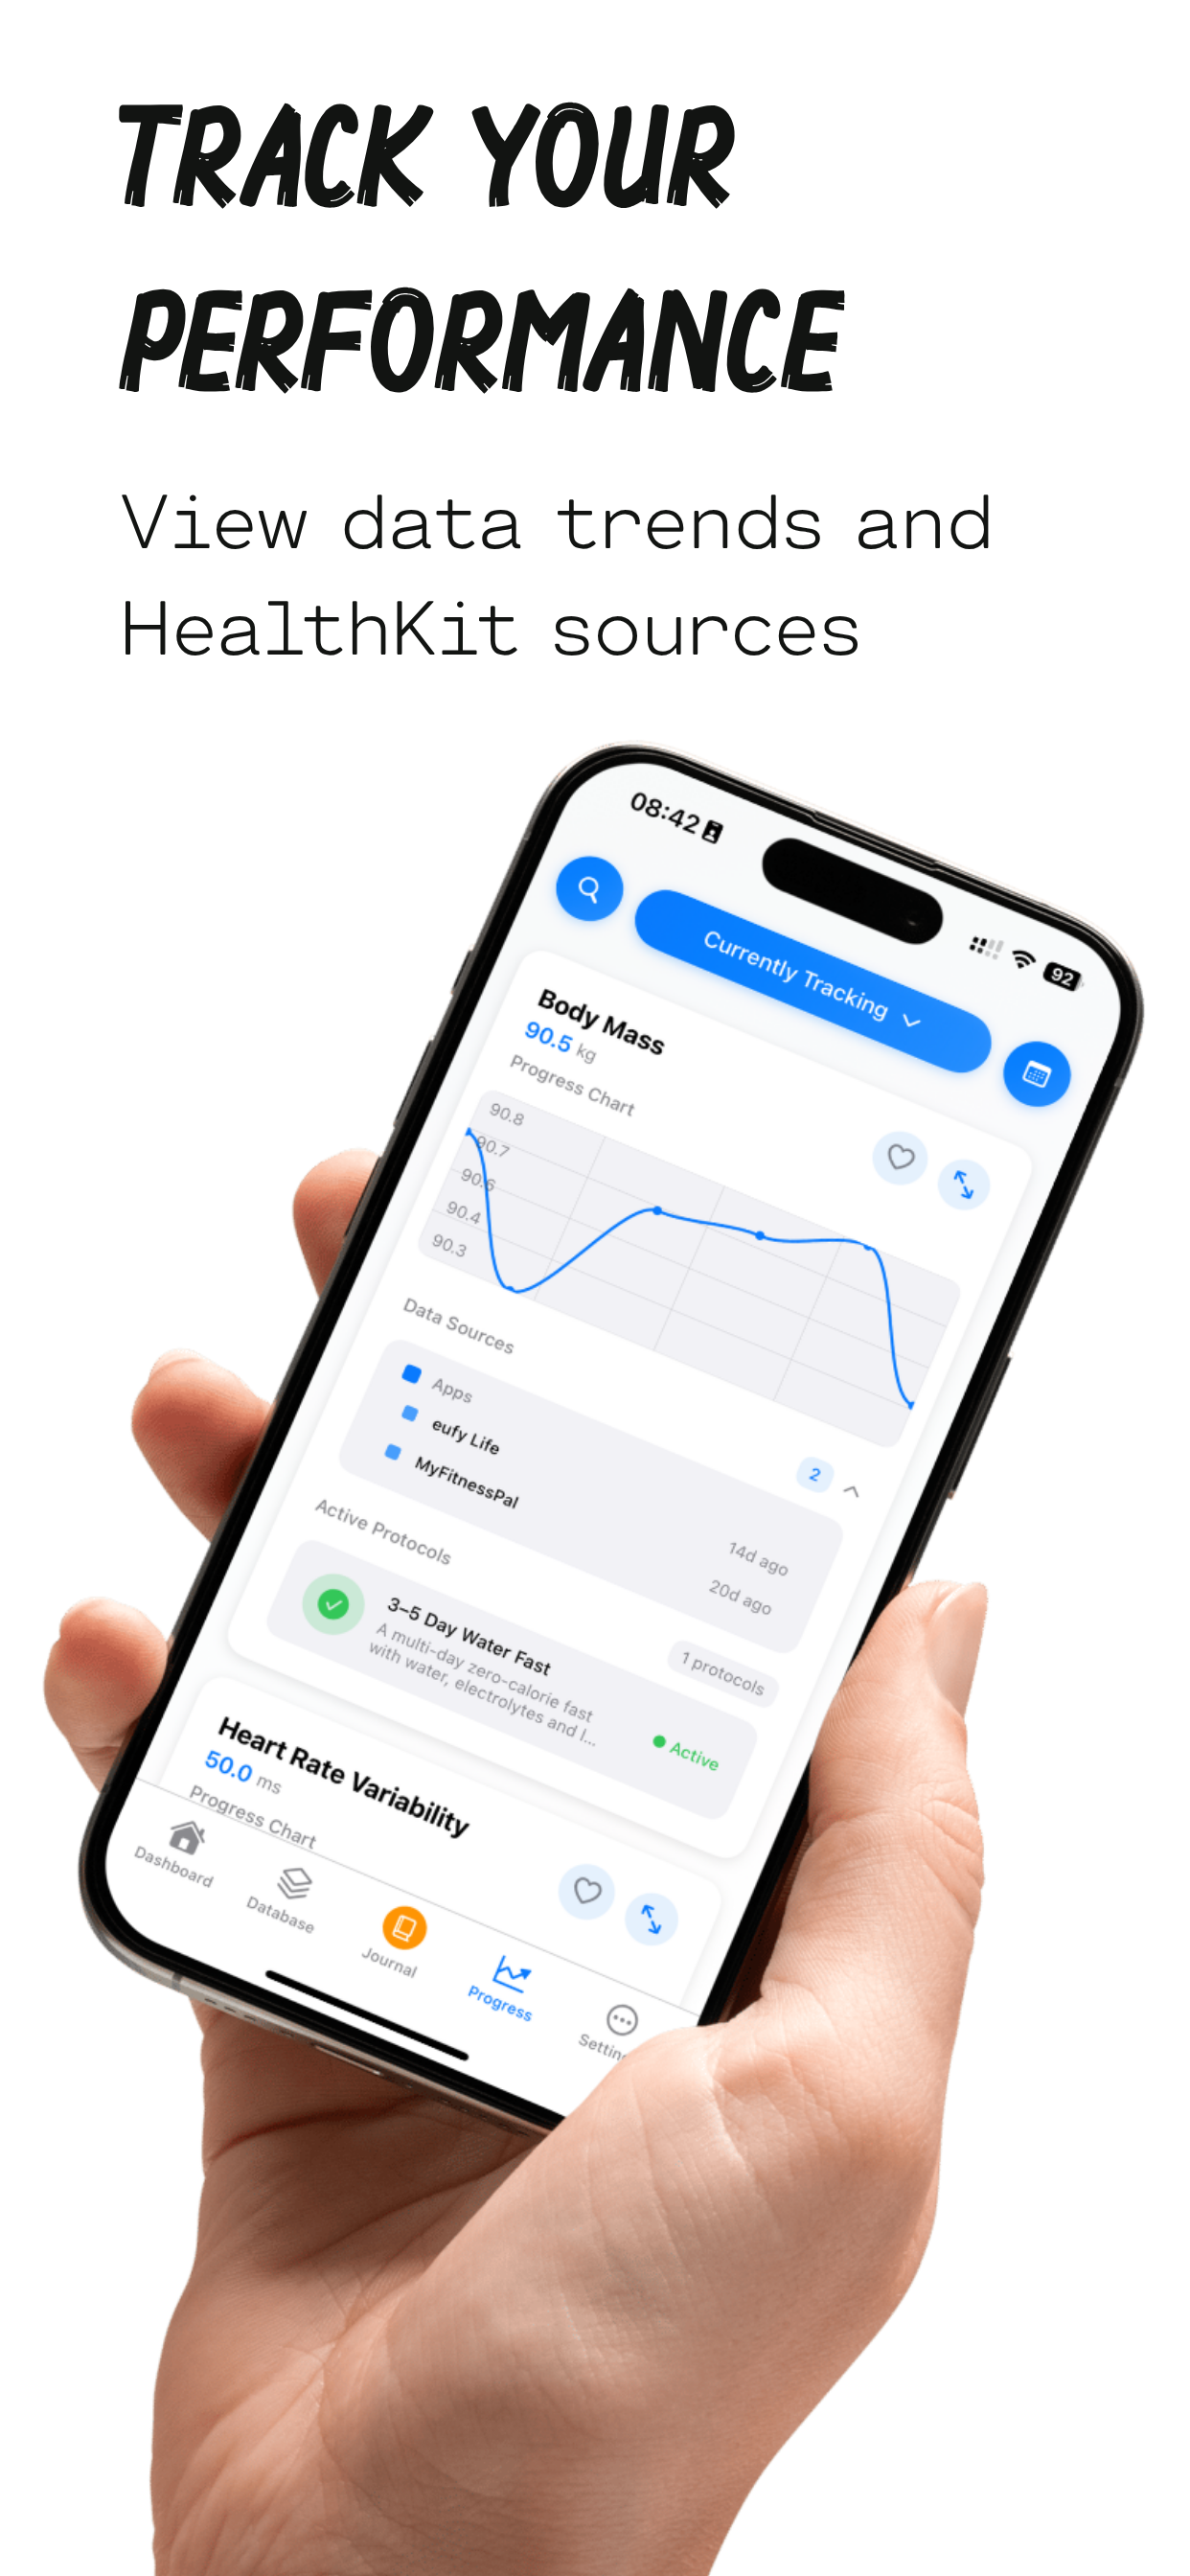 TRACK YOUR
PERFORMANCE
View data trends and
HealthKit sources
08:42
92
Currently Tracking
Body Mass
90.5 kg
Progress Chart
90.8
90.7
90.6
90.4
90.3
Data Sources
2
Apps
eufy Life
14d ago
MyFitnessPal
20d ago
Active Protocols
1 protocols
3–5 Day Water Fast
A multi-day zero-calorie fast
with water, electrolytes and l...
Active
Heart Rate Variability
50.0 ms
Progress Chart
Dashboard
Database
Journal
Progress